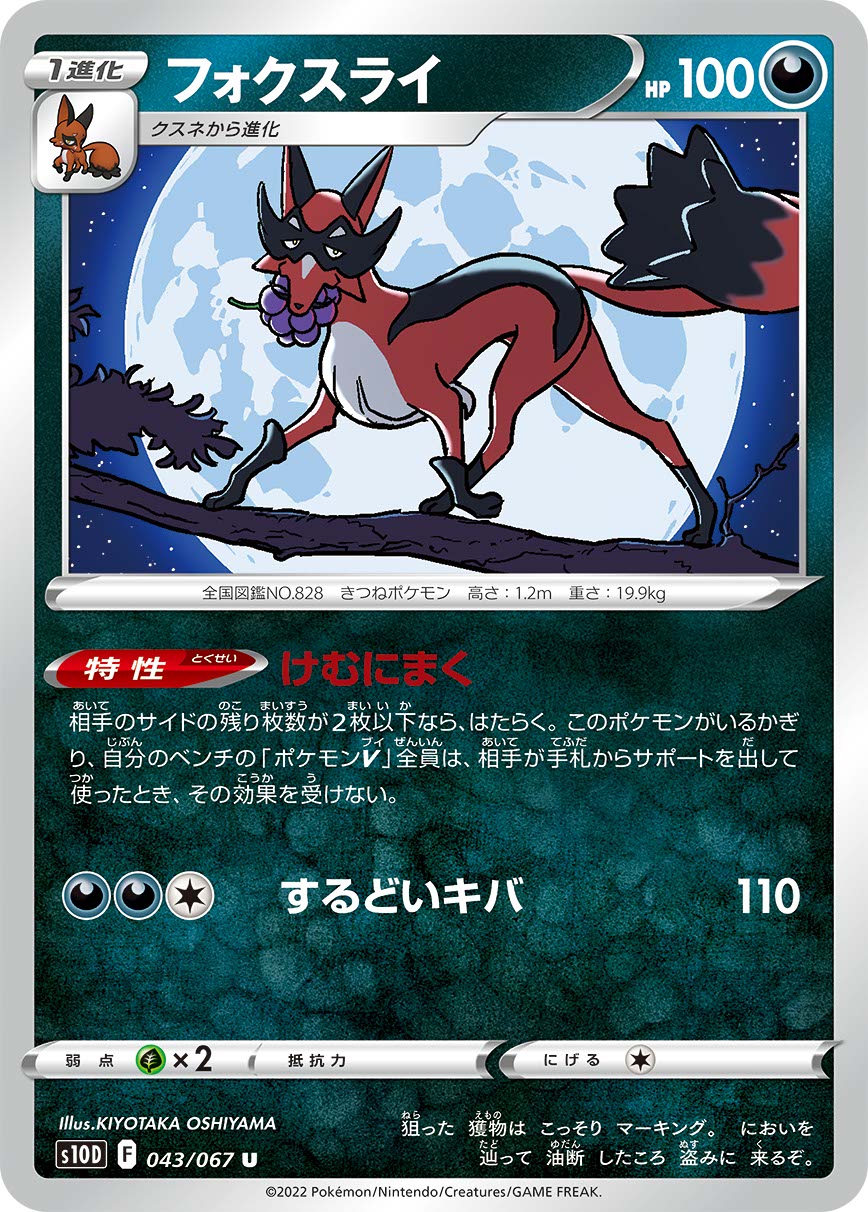 1進化
フォクスライ
HP 100
クスネから進化
全国図鑑NO.828 きつねポケモン 高さ:1.2m 重さ:19.9kg
特性 とくせい けむにまく
相手のサイドの残り枚数が2枚以下なら、はたらく。このポケモンがいるかぎ
り、自分のベンチの「ポケモンV」全員は、相手が手札からサポートを出して
使ったとき、その効果を受けない。
するどいキバ 110
弱点 ×2 抵抗力 にげる
Illus.KIYOTAKA OSHIYAMA
狙った 獲物は こっそり マーキング。 においを
辿って 油断 したころ 盗みに 来るぞ。
s10D F 043/067 U
©2022 Pokémon/Nintendo/Creatures/GAME FREAK.